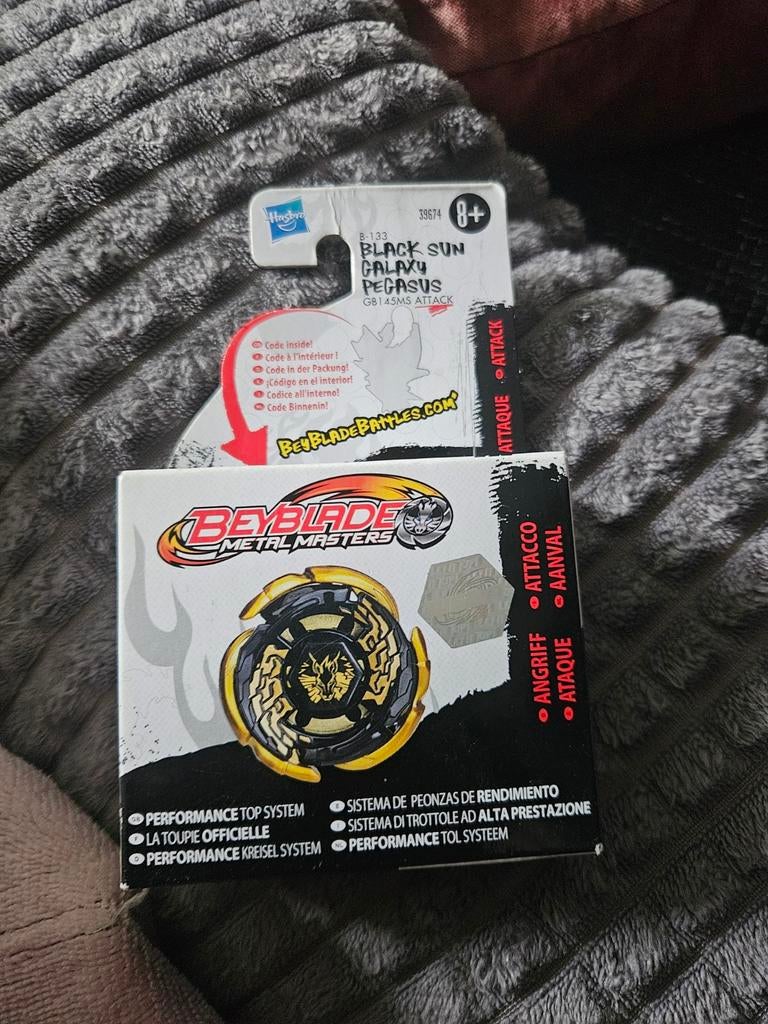 Hasbro
39674
8+
B-133
BLACK SUN
GALAXY
PEGASUS
GB145MS ATTACK
Code inside!
Code à l'intérieur !
Code in der Packung!
¡Código en el interior!
Codice all'interno!
Code Binnenin!
BEYBLADEBATTLES.COM
ATTAQUE • ATTACK
BEYBLADE
METAL MASTERS
• ANGRIFF • ATTACCO
• ATAQUE • AANVAL
PERFORMANCE TOP SYSTEM
LA TOUPIE OFFICIELLE
PERFORMANCE KREISEL SYSTEM
SISTEMA DE PEONZAS DE RENDIMIENTO
SISTEMA DI TROTTOLE AD ALTA PRESTAZIONE
PERFORMANCE TOL SYSTEEM